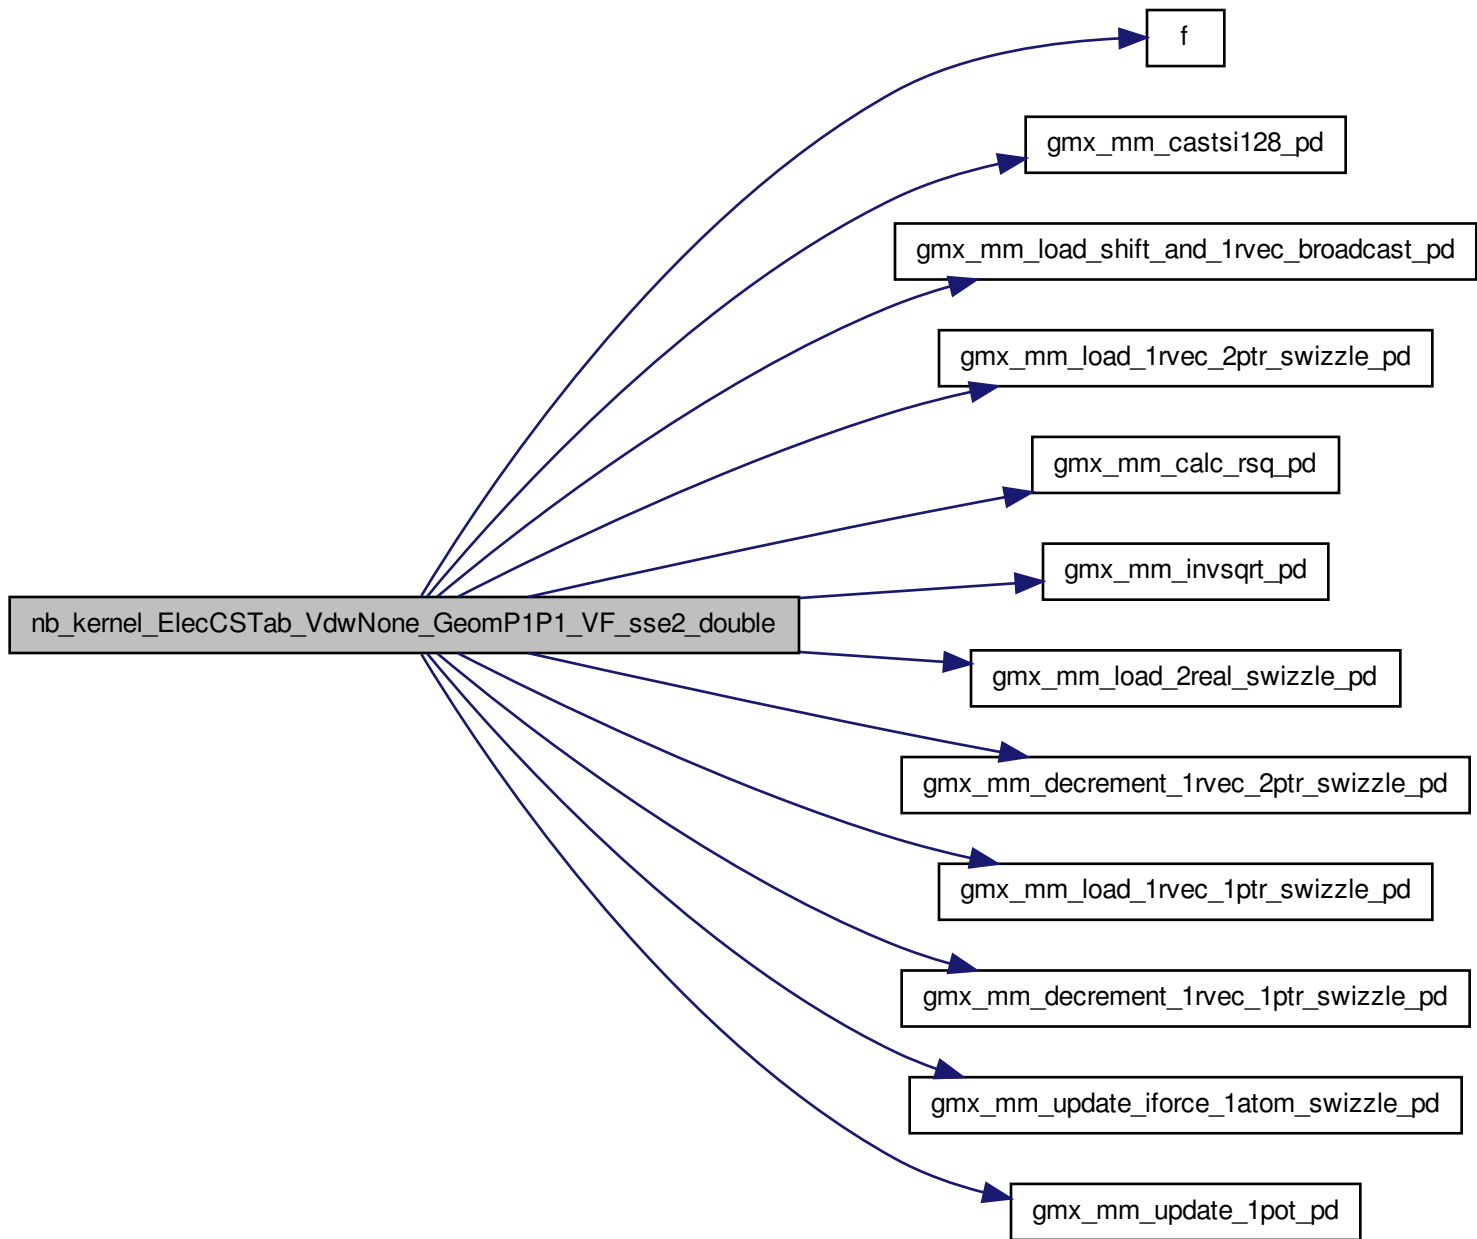 f
gmx_mm_castsi128_pd
gmx_mm_load_shift_and_1rvec_broadcast_pd
gmx_mm_load_1rvec_2ptr_swizzle_pd
gmx_mm_calc_rsq_pd
gmx_mm_invsqrt_pd
nb_kernel_ElecCSTab_VdwNone_GeomP1P1_VF_sse2_double
gmx_mm_load_2real_swizzle_pd
gmx_mm_decrement_1rvec_2ptr_swizzle_pd
gmx_mm_load_1rvec_1ptr_swizzle_pd
gmx_mm_decrement_1rvec_1ptr_swizzle_pd
gmx_mm_update_iforce_1atom_swizzle_pd
gmx_mm_update_1pot_pd